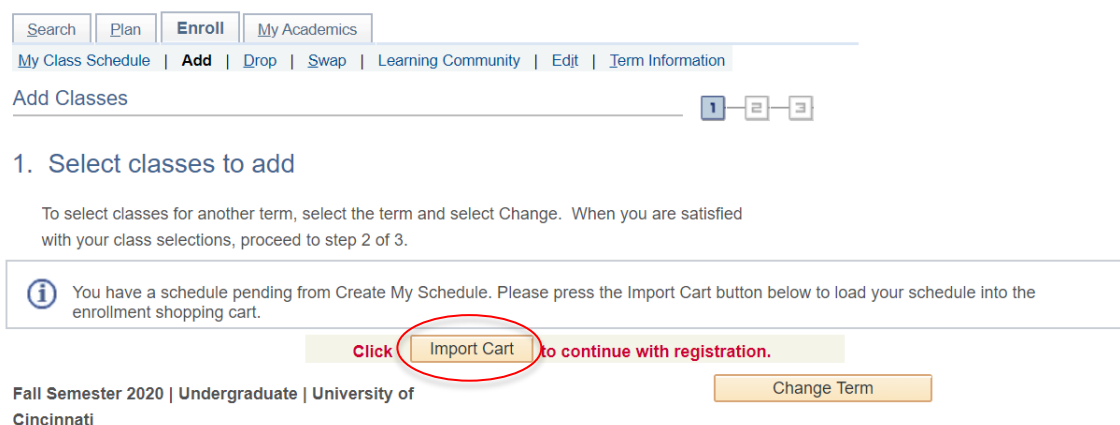 Search Plan Enroll My Academics
My Class Schedule | Add | Drop | Swap | Learning Community | Edit | Term Information
Add Classes
1 2 3
1. Select classes to add
To select classes for another term, select the term and select Change. When you are satisfied
with your class selections, proceed to step 2 of 3.
You have a schedule pending from Create My Schedule. Please press the Import Cart button below to load your schedule into the
enrollment shopping cart.
Click Import Cart to continue with registration.
Fall Semester 2020 | Undergraduate | University of
Cincinnati
Change Term